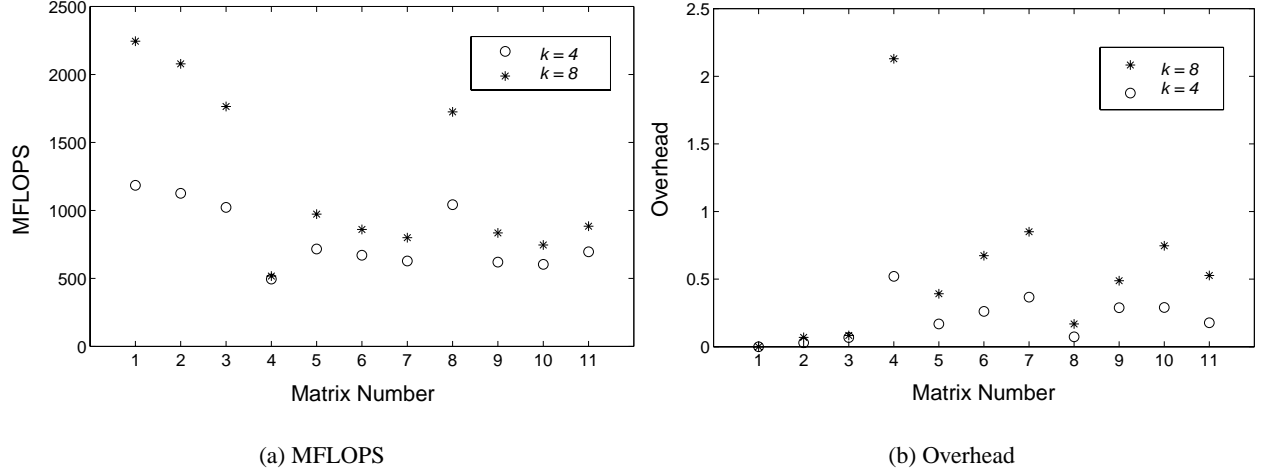 2500
2000
1500
1000
500
0
MFLOPS
k = 4
k = 8
1 2 3 4 5 6 7 8 9 10 11
Matrix Number
(a) MFLOPS
2.5
2
1.5
1
0.5
0
Overhead
k = 8
k = 4
1 2 3 4 5 6 7 8 9 10 11
Matrix Number
(b) Overhead